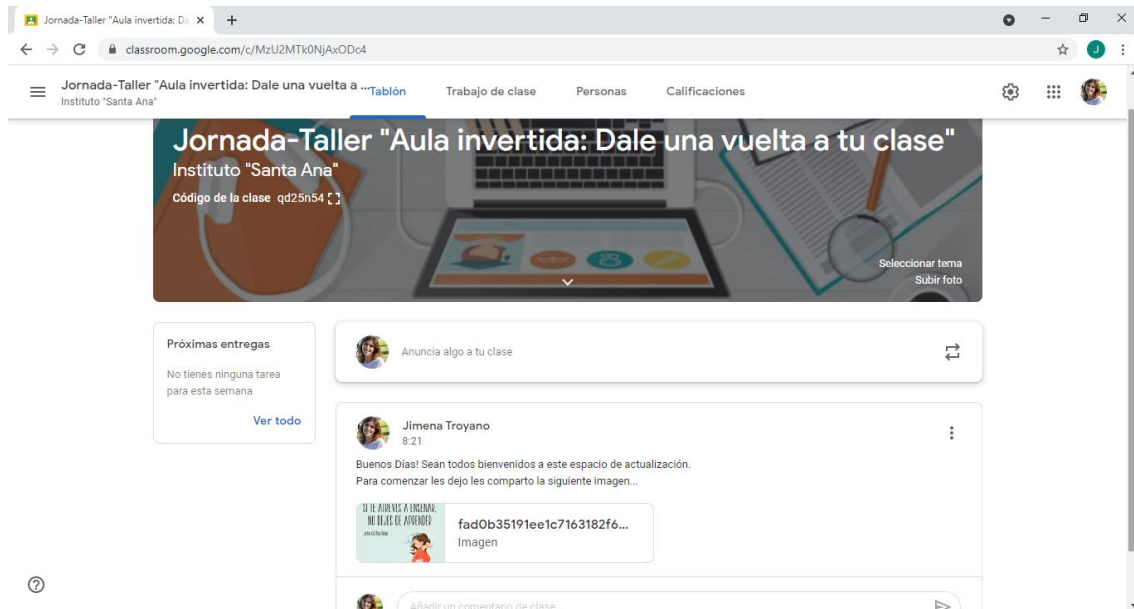 Jornada-Taller "Aula invertida: Da
classroom.google.com/c/MzU2MTk0NjAxODc4
J
Jornada-Taller "Aula invertida: Dale una vuelta a ...
Instituto "Santa Ana"
Tablón Trabajo de clase Personas Calificaciones
Jornada-Taller "Aula invertida: Dale una vuelta a tu clase"
Instituto "Santa Ana"
Código de la clase qd25n54
Seleccionar tema
Subir foto
Próximas entregas
No tienes ninguna tarea
para esta semana
Ver todo
Anuncia algo a tu clase
Jimena Troyano
8:21
Buenos Días! Sean todos bienvenidos a este espacio de actualización.
Para comenzar les dejo les comparto la siguiente imagen...
SI TE ATREVES A ENSEÑAR,
NO DEJES DE APRENDER
fad0b35191ee1c7163182f6...
Imagen
Añadir un comentario de clase